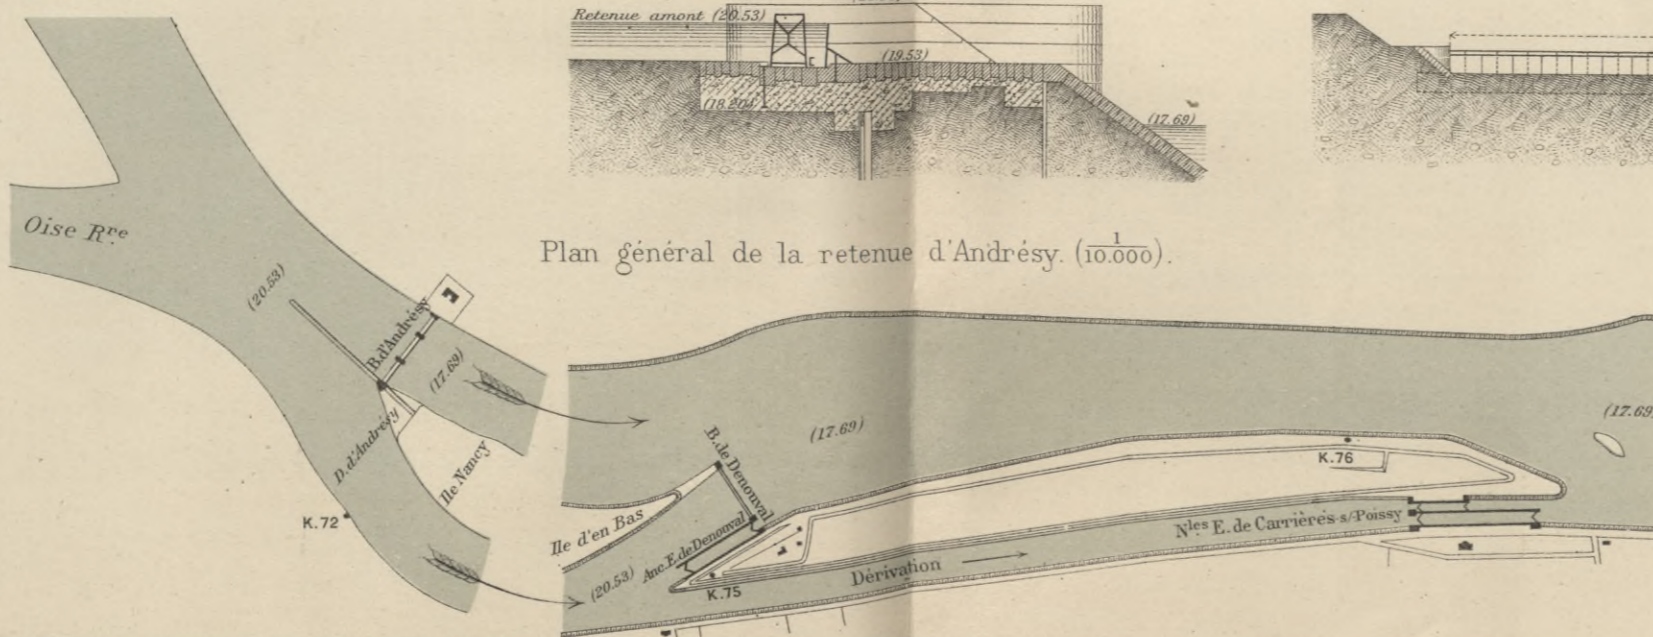 Retenue amont (20.53)
(19.53)
(18.20)
(17.69)
Plan général de la retenue d'Andrésy. (1/10.000).
Oise Rre
(20.53)
B. d'Andrésy
(17.69)
D. d'Andrésy
Ile Nancy
K.72
(17.69)
(17.69
B. de Denouval
Ile d'en Bas
Anc. E. de Denouval
(20.53)
K.75
K.76
Dérivation
Nles E. de Carrières-s/-Poissy